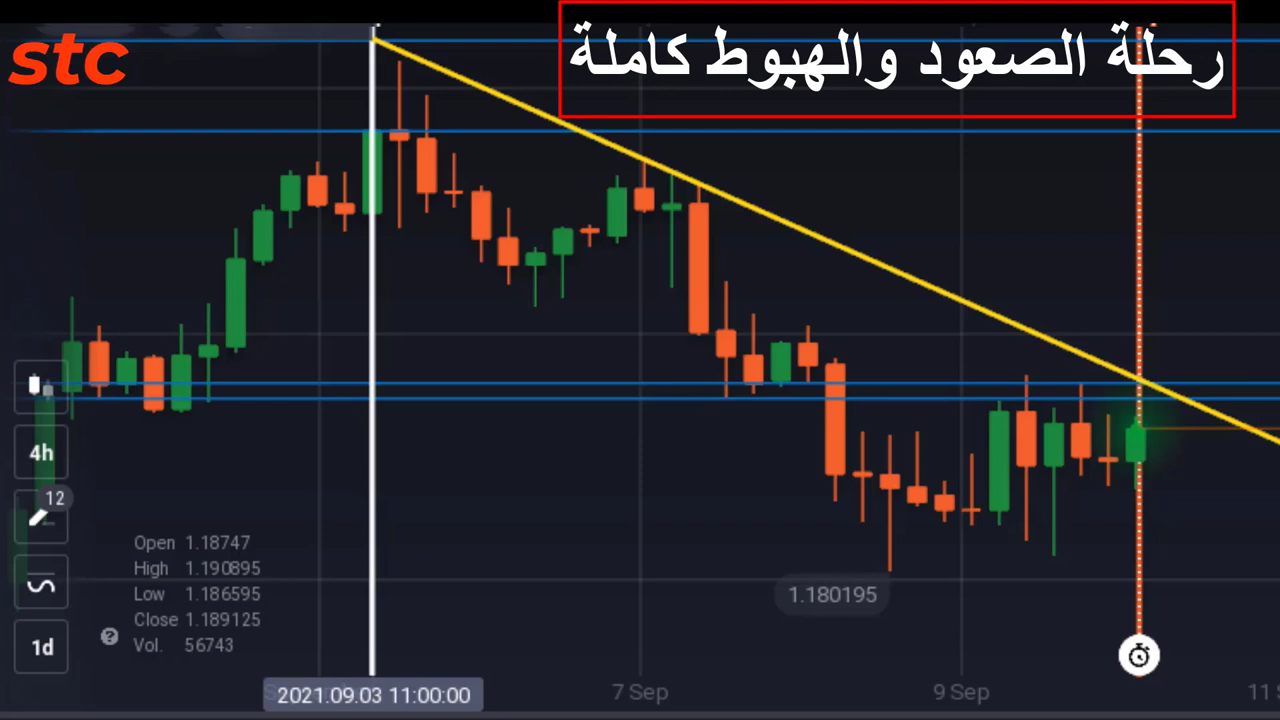 stc
رحلة الصعود والهبوط كاملة
4h
12
1d
Open 1.18747
High 1.190895
Low 1.186595
Close 1.189125
Vol. 56743
?
1.180195
2021.09.03 11:00:00
7 Sep
9 Sep
11 S